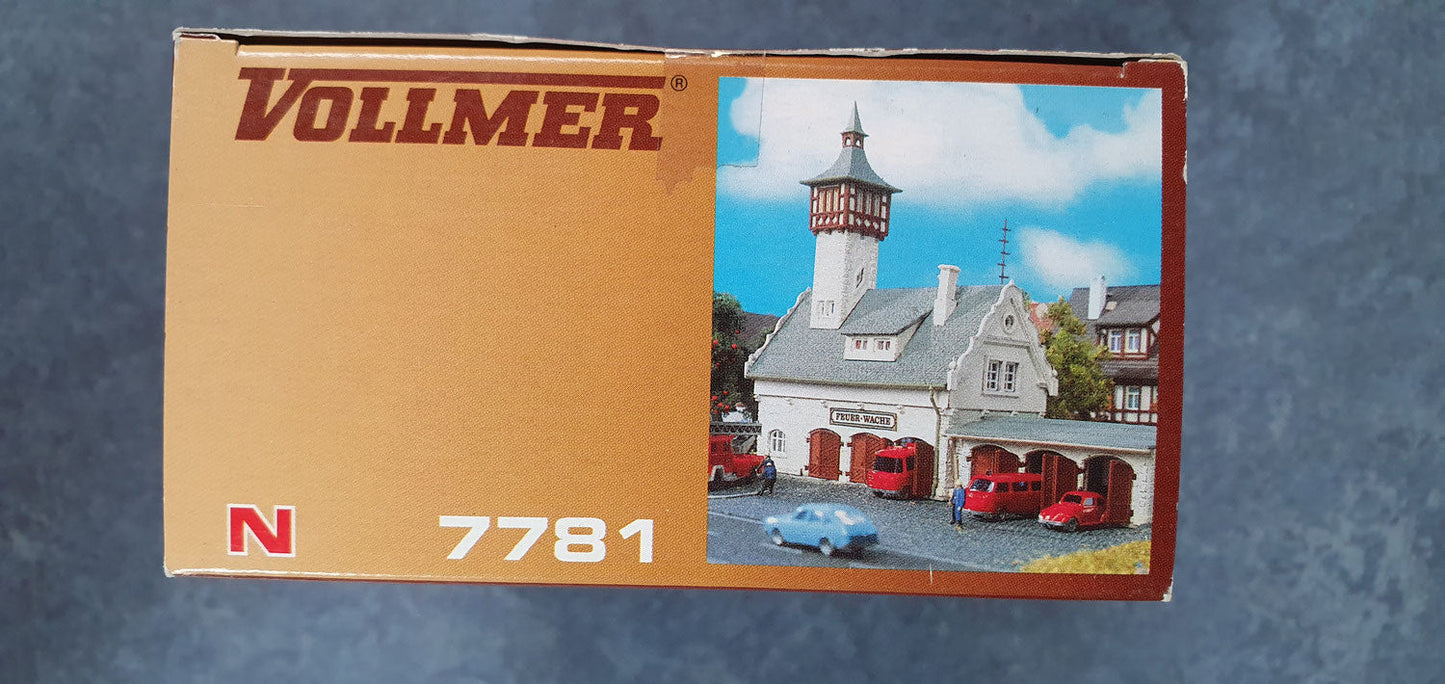 VOLLMER®
FEUER-WACHE
N 7781